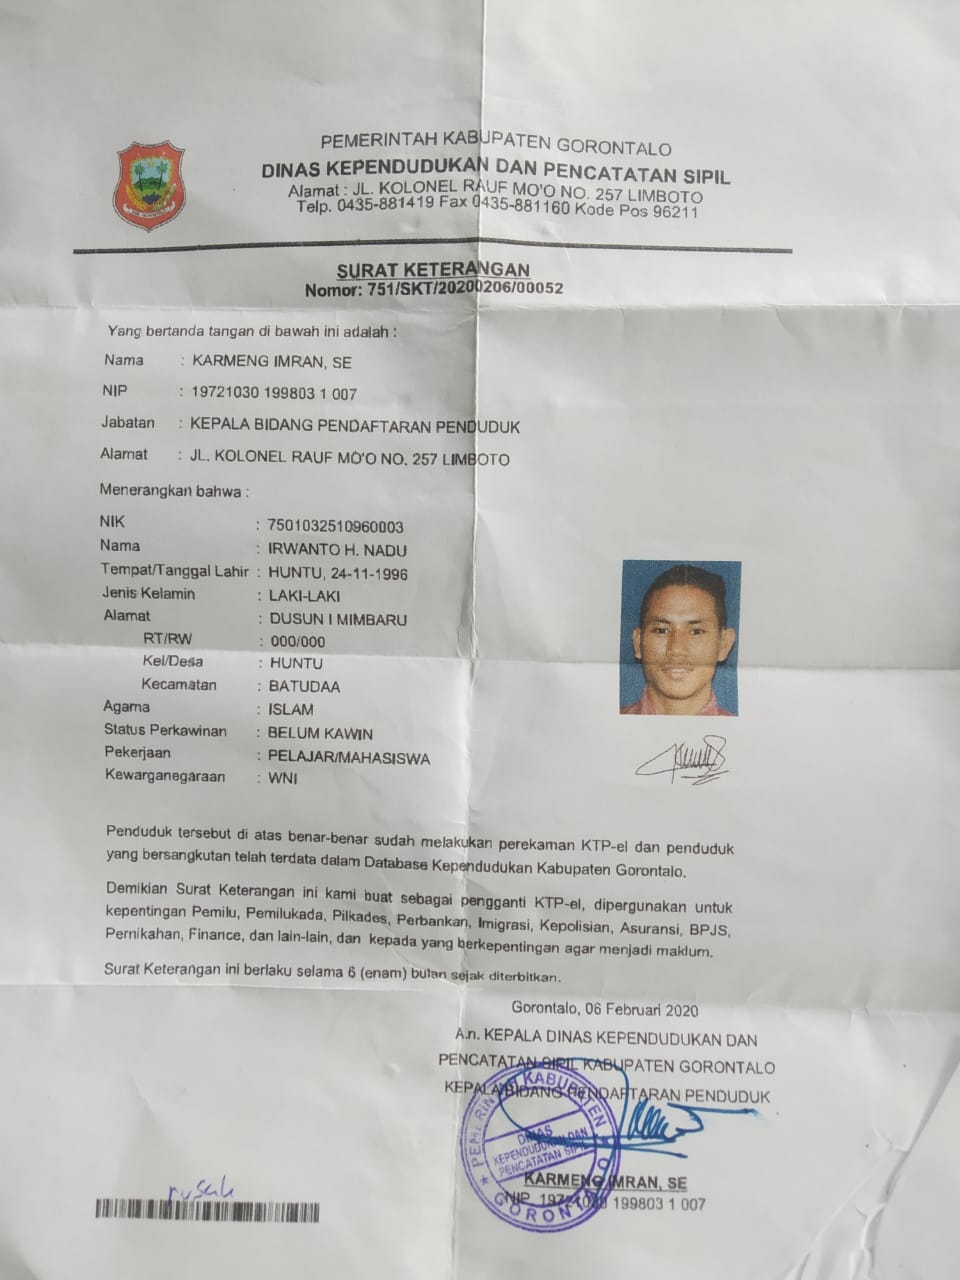 PEMERINTAH KABUPATEN GORONTALO
DINAS KEPENDUDUKAN DAN PENCATATAN SIPIL
Alamat : JL. KOLONEL RAUF MO'O NO. 257 LIMBOTO
Telp. 0435-881419 Fax 0435-881160 Kode Pos 96211
SURAT KETERANGAN
Nomor: 751/SKT/20200206/00052
Yang bertanda tangan di bawah ini adalah :
Nama : KARMENG IMRAN, SE
NIP : 19721030 199803 1 007
Jabatan : KEPALA BIDANG PENDAFTARAN PENDUDUK
Alamat : JL. KOLONEL RAUF MO'O NO. 257 LIMBOTO
Menerangkan bahwa :
NIK : 7501032510960003
Nama : IRWANTO H. NADU
Tempat/Tanggal Lahir : HUNTU, 24-11-1996
Jenis Kelamin : LAKI-LAKI
Alamat : DUSUN I MIMBARU
RT/RW : 000/000
Kel/Desa : HUNTU
Kecamatan : BATUDAA
Agama : ISLAM
Status Perkawinan : BELUM KAWIN
Pekerjaan : PELAJAR/MAHASISWA
Kewarganegaraan : WNI
Penduduk tersebut di atas benar-benar sudah melakukan perekaman KTP-el dan penduduk
yang bersangkutan telah terdata dalam Database Kependudukan Kabupaten Gorontalo.
Demikian Surat Keterangan ini kami buat sebagai pengganti KTP-el, dipergunakan untuk
kepentingan Pemilu, Pemilukada, Pilkades, Perbankan, Imigrasi, Kepolisian, Asuransi, BPJS,
Pernikahan, Finance, dan lain-lain, dan kepada yang berkepentingan agar menjadi maklum.
Surat Keterangan ini berlaku selama 6 (enam) bulan sejak diterbitkan.
Gorontalo, 06 Februari 2020
A.n. KEPALA DINAS KEPENDUDUKAN DAN
PENCATATAN SIPIL KABUPATEN GORONTALO
KEPALA BIDANG PENDAFTARAN PENDUDUK
PEMERINTAH KABUPATEN
DINAS
KEPENDUDUKAN DAN
PENCATATAN SIPIL
GORONTALO
KARMENG IMRAN, SE
NIP. 19721030 199803 1 007
rusak